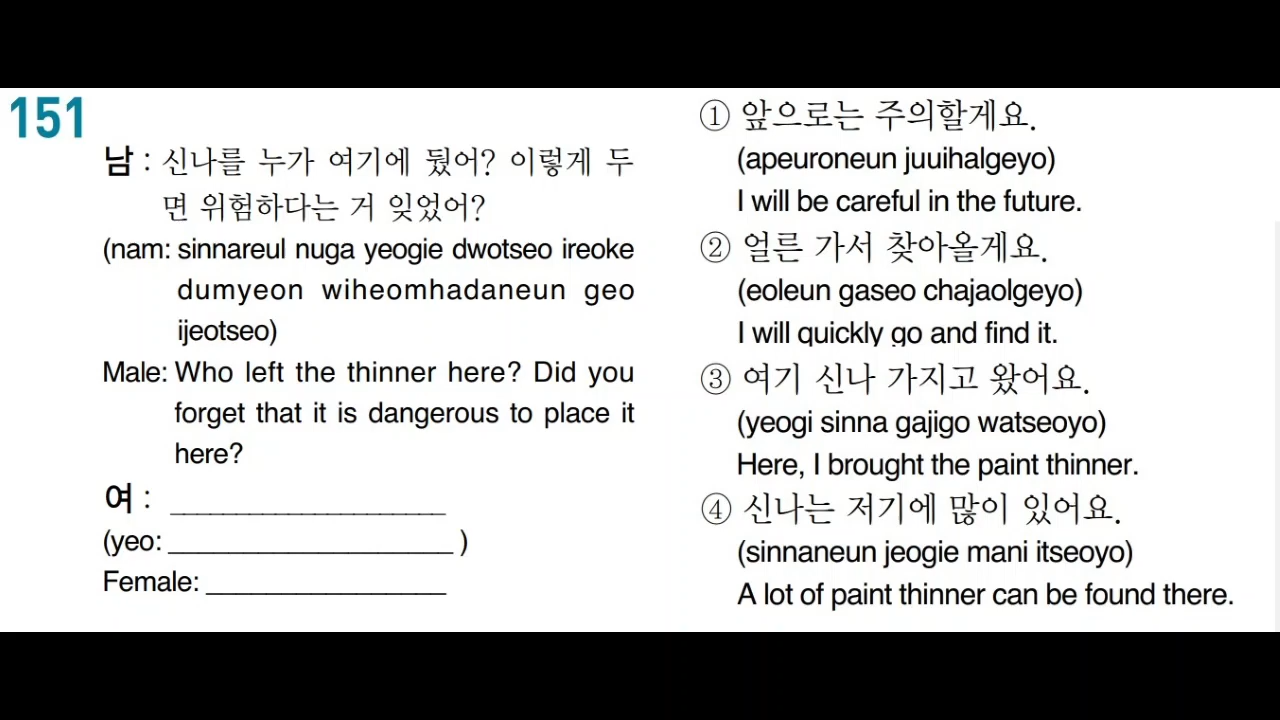 151
남 : 신나를 누가 여기에 뒀어? 이렇게 두
면 위험하다는 거 잊었어?
(nam: sinnareul nuga yeogie dwotseo ireoke
dumyeon wiheomhadaneun geo
ijeotseo)
Male: Who left the thinner here? Did you
forget that it is dangerous to place it
here?
여 : ____________________
(yeo: ____________________ )
Female: _________________
① 앞으로는 주의할게요.
(apeuroneun juuihalgeyo)
I will be careful in the future.
② 얼른 가서 찾아올게요.
(eoleun gaseo chajaolgeyo)
I will quickly go and find it.
③ 여기 신나 가지고 왔어요.
(yeogi sinna gajigo watseoyo)
Here, I brought the paint thinner.
④ 신나는 저기에 많이 있어요.
(sinnaneun jeogie mani itseoyo)
A lot of paint thinner can be found there.